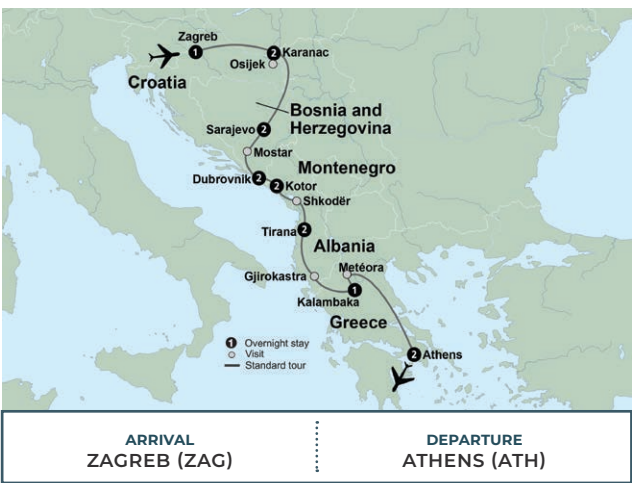 Zagreb
1
2 Karanac
Osijek
Croatia
Bosnia and
Herzegovina
Sarajevo 2
Mostar
Montenegro
Dubrovnik 2
2 Kotor
Shkodër
Tirana 2
Albania
Metéora
Gjirokastra
1
Kalambaka
Greece
1 Overnight stay
Visit
Standard tour
2 Athens
ARRIVAL
ZAGREB (ZAG)
DEPARTURE
ATHENS (ATH)